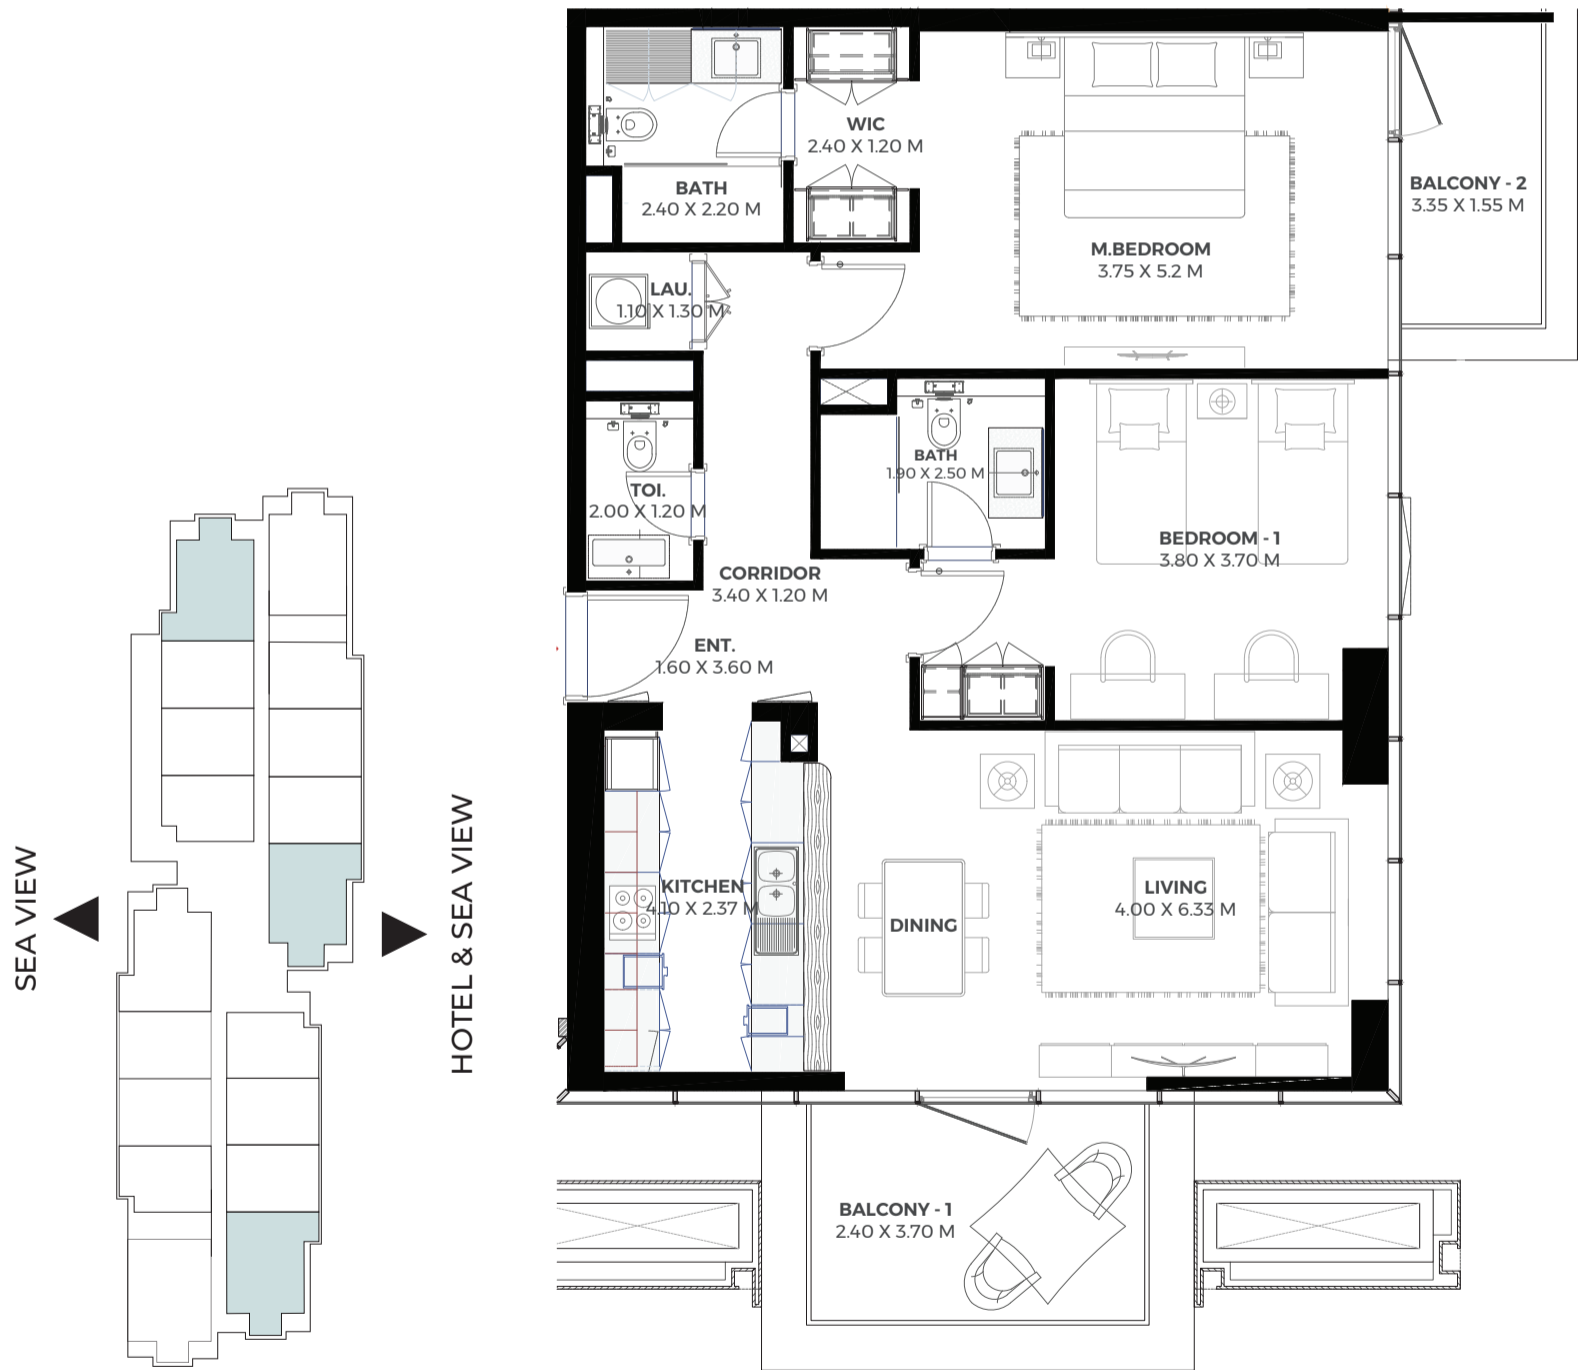 WIC
2.40 X 1.20 M
BATH
2.40 X 2.20 M
BALCONY - 2
3.35 X 1.55 M
M.BEDROOM
3.75 X 5.2 M
LAU.
1.10 X 1.30 M
BATH
1.90 X 2.50 M
TOI.
2.00 X 1.20 M
BEDROOM - 1
3.80 X 3.70 M
CORRIDOR
3.40 X 1.20 M
ENT.
1.60 X 3.60 M
SEA VIEW
HOTEL & SEA VIEW
KITCHEN
4.10 X 2.37 M
DINING
LIVING
4.00 X 6.33 M
BALCONY - 1
2.40 X 3.70 M